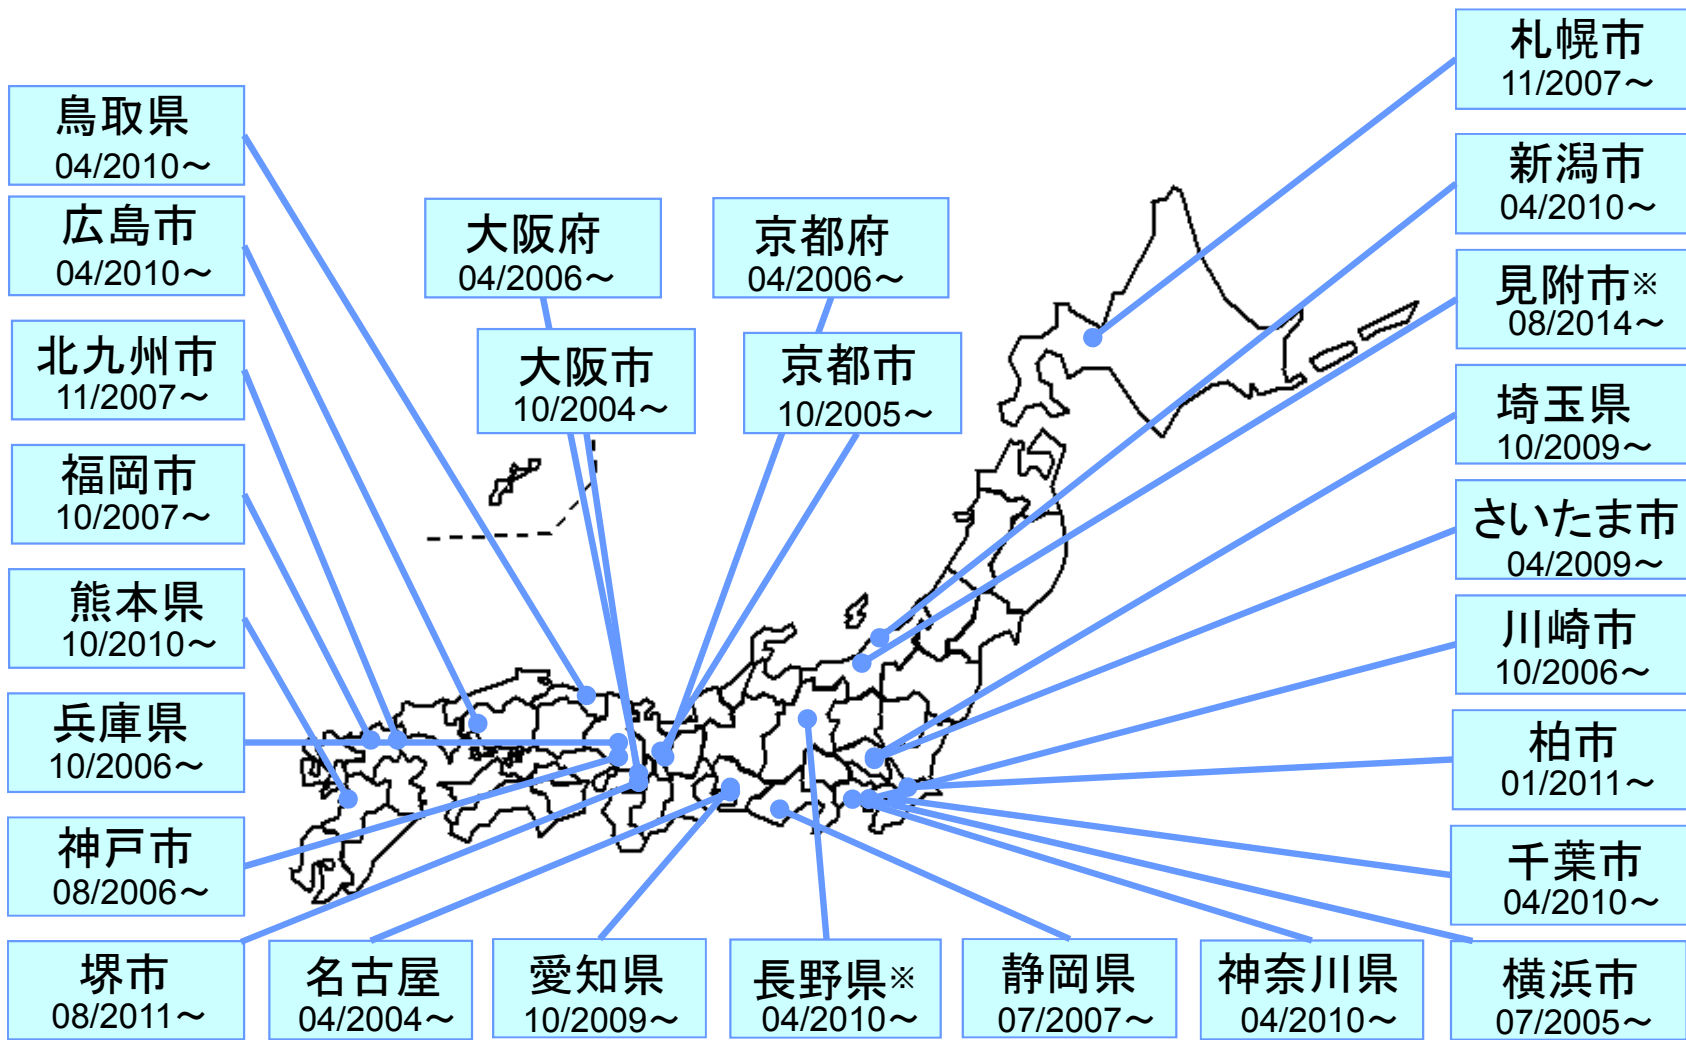 札幌市
11/2007～
鳥取県
04/2010～
新潟市
04/2010～
広島市
04/2010～
大阪府
04/2006～
京都府
04/2006～
見附市※
08/2014～
北九州市
11/2007～
大阪市
10/2004～
京都市
10/2005～
埼玉県
10/2009～
福岡市
10/2007～
さいたま市
04/2009～
熊本県
10/2010～
川崎市
10/2006～
兵庫県
10/2006～
柏市
01/2011～
神戸市
08/2006～
千葉市
04/2010～
堺市
08/2011～
名古屋
04/2004～
愛知県
10/2009～
長野県※
04/2010～
静岡県
07/2007～
神奈川県
04/2010～
横浜市
07/2005～